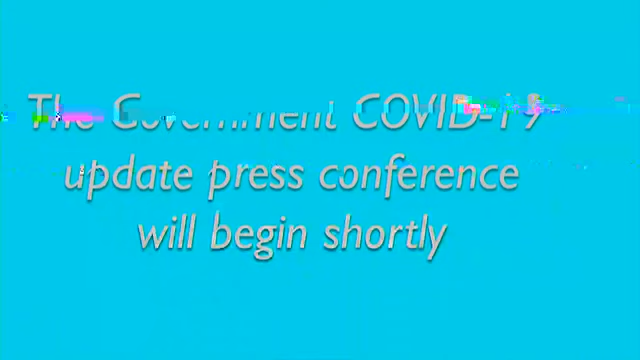 The Government COVID-19
update press conference
will begin shortly